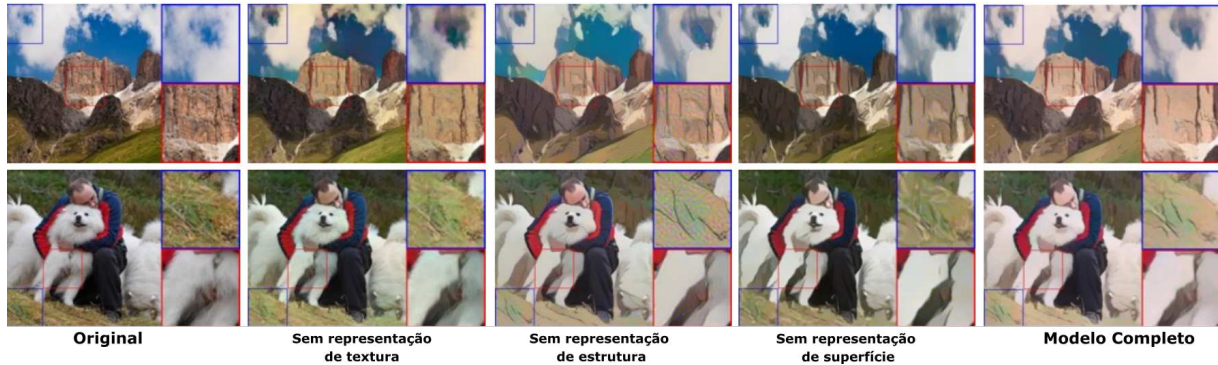 Original
Sem representação
de textura
Sem representação
de estrutura
Sem representação
de superfície
Modelo Completo